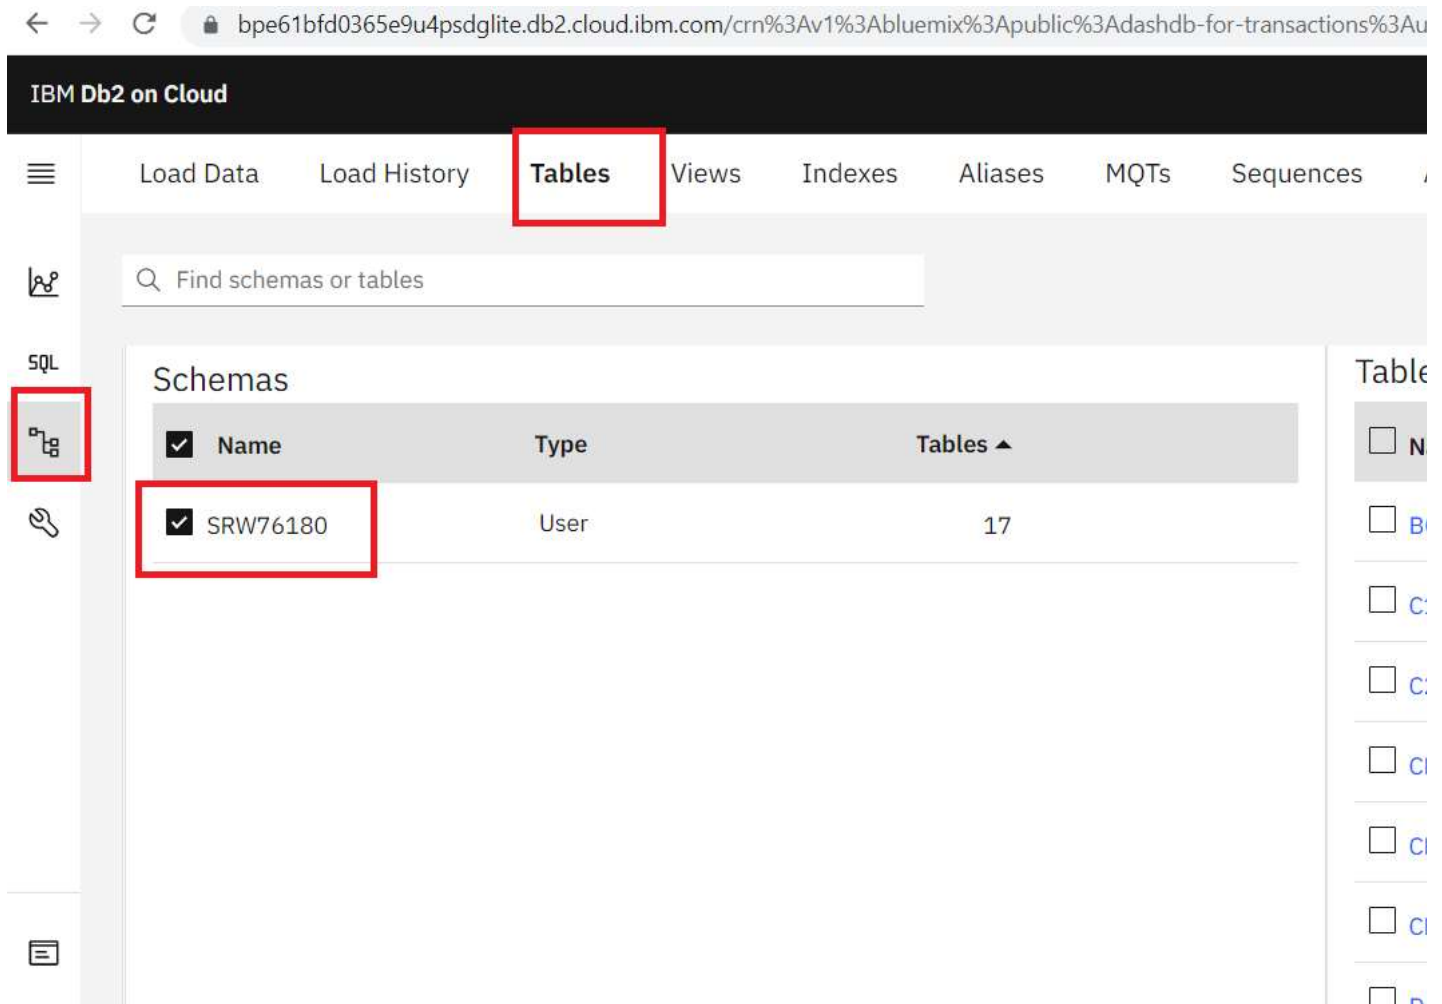 bpe61bfd0365e9u4psdglite.db2.cloud.ibm.com/crn%3Av1%3Abluemix%3Apublic%3Adashdb-for-transactions%3Au
IBM Db2 on Cloud
Load Data Load History Tables Views Indexes Aliases MQTs Sequences
Find schemas or tables
SQL
Schemas
Name Type Tables
SRW76180 User 17